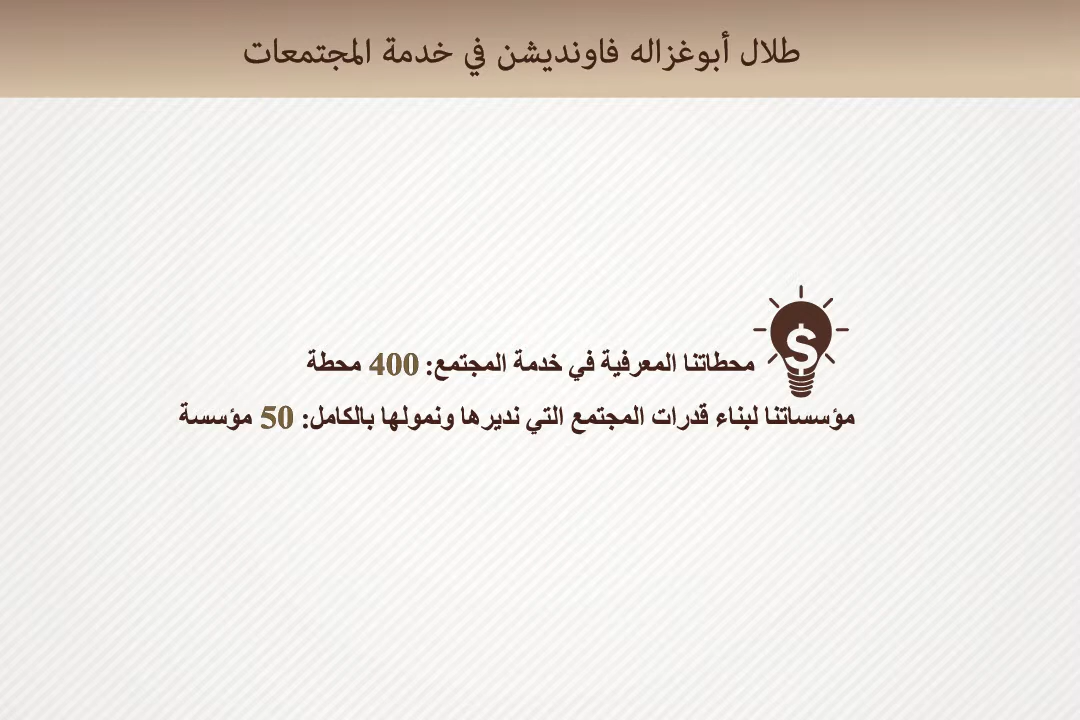 طلال أبوغزاله فاونديشن في خدمة المجتمعات
$
محطاتنا المعرفية في خدمة المجتمع: 400 محطة
مؤسساتنا لبناء قدرات المجتمع التي نديرها ونمولها بالكامل: 50 مؤسسة